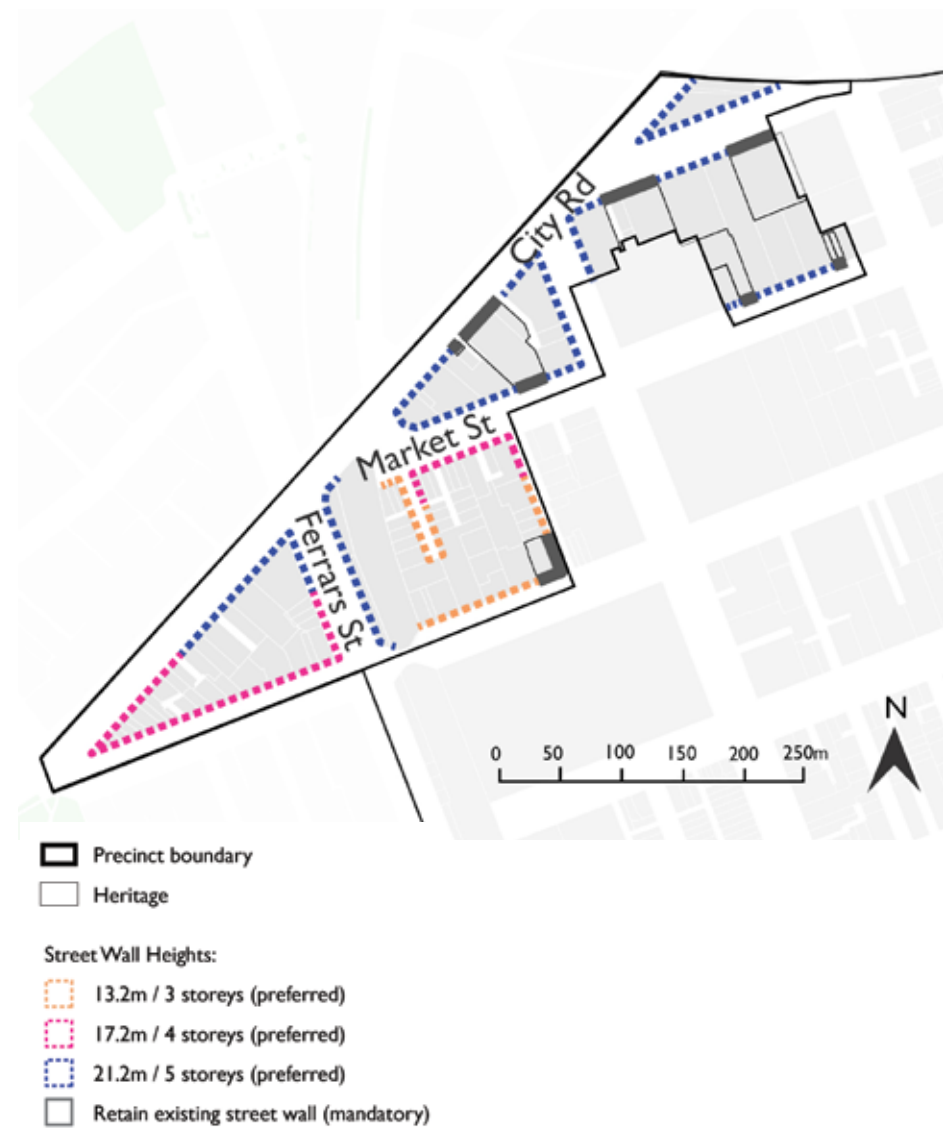 City Rd
Market St
Ferrars St
N
0 50 100 150 200 250m
Precinct boundary
Heritage
Street Wall Heights:
13.2m / 3 storeys (preferred)
17.2m / 4 storeys (preferred)
21.2m / 5 storeys (preferred)
Retain existing street wall (mandatory)